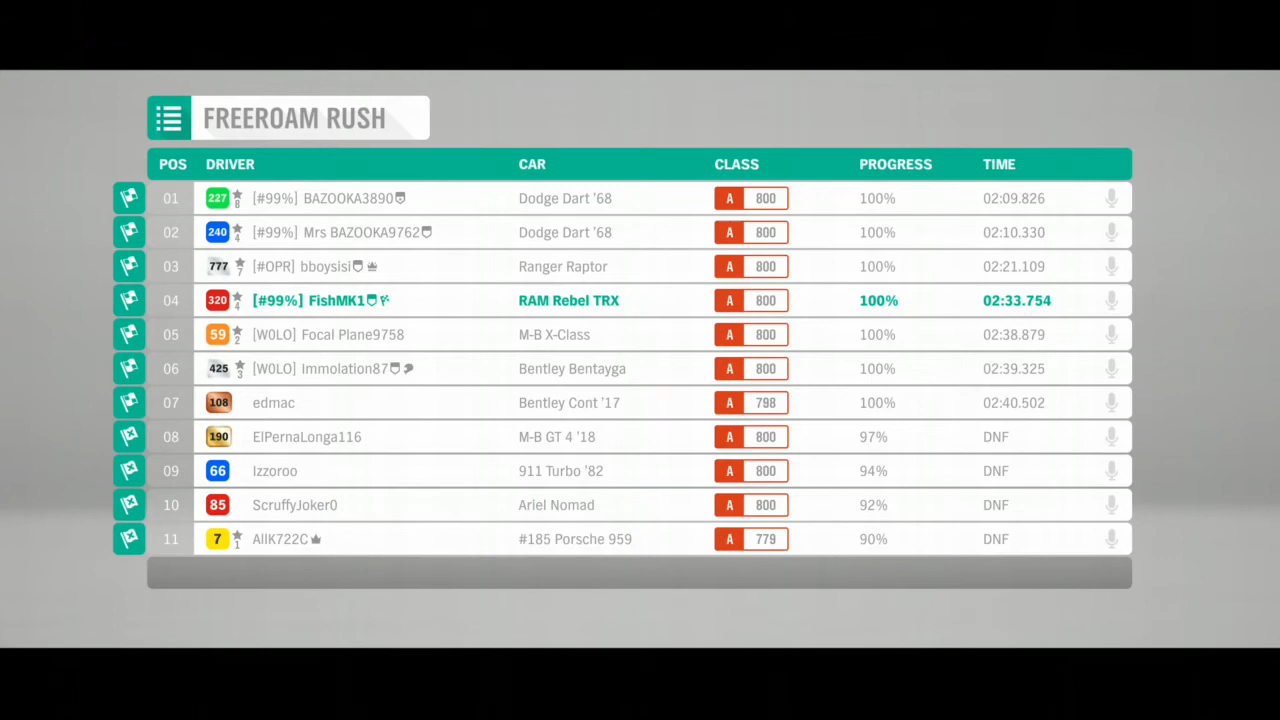 FREEROAM RUSH
POS DRIVER CAR CLASS PROGRESS TIME
01 227 8 [#99%] BAZOOKA3890 Dodge Dart '68 A 800 100% 02:09.826
02 240 4 [#99%] Mrs BAZOOKA9762 Dodge Dart '68 A 800 100% 02:10.330
03 777 7 [#OPR] bboysisi Ranger Raptor A 800 100% 02:21.109
04 320 4 [#99%] FishMK1 RAM Rebel TRX A 800 100% 02:33.754
05 59 2 [W0LO] Focal Plane9758 M-B X-Class A 800 100% 02:38.879
06 425 3 [W0LO] Immolation87 Bentley Bentayga A 800 100% 02:39.325
07 108 edmac Bentley Cont '17 A 798 100% 02:40.502
08 190 ElPernaLonga116 M-B GT 4 '18 A 800 97% DNF
09 66 Izzoroo 911 Turbo '82 A 800 94% DNF
10 85 ScruffyJoker0 Ariel Nomad A 800 92% DNF
11 7 1 AllK722C #185 Porsche 959 A 779 90% DNF